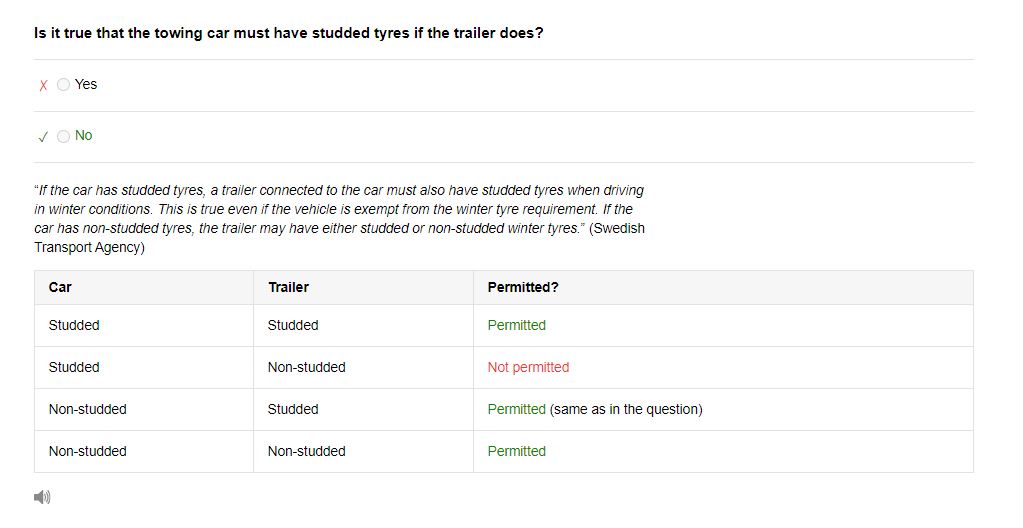 Is it true that the towing car must have studded tyres if the trailer does?
✗ Yes
✓ No
“If the car has studded tyres, a trailer connected to the car must also have studded tyres when driving
in winter conditions. This is true even if the vehicle is exempt from the winter tyre requirement. If the
car has non-studded tyres, the trailer may have either studded or non-studded winter tyres.” (Swedish
Transport Agency)
Car Trailer Permitted?
Studded Studded Permitted
Studded Non-studded Not permitted
Non-studded Studded Permitted (same as in the question)
Non-studded Non-studded Permitted